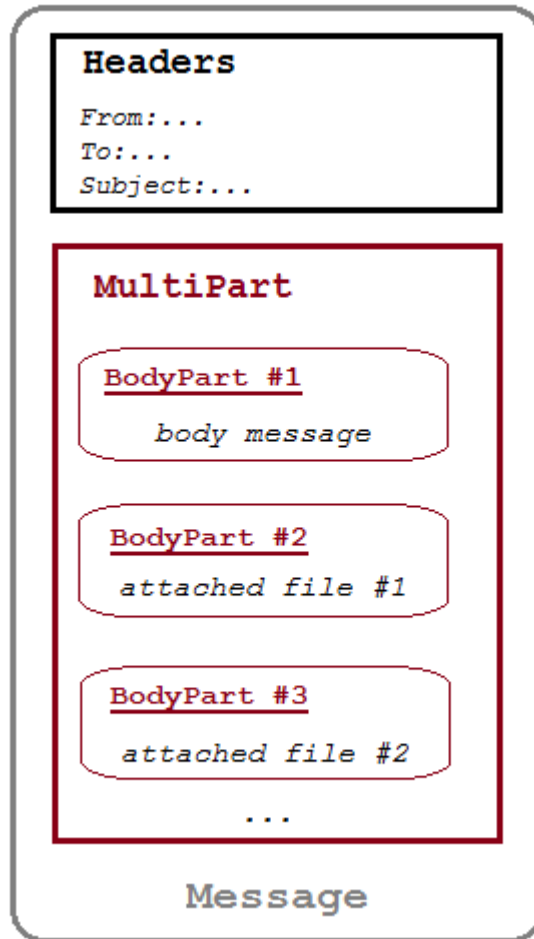 Headers
From:...
To:...
Subject:...
MultiPart
BodyPart #1
body message
BodyPart #2
attached file #1
BodyPart #3
attached file #2
...
Message